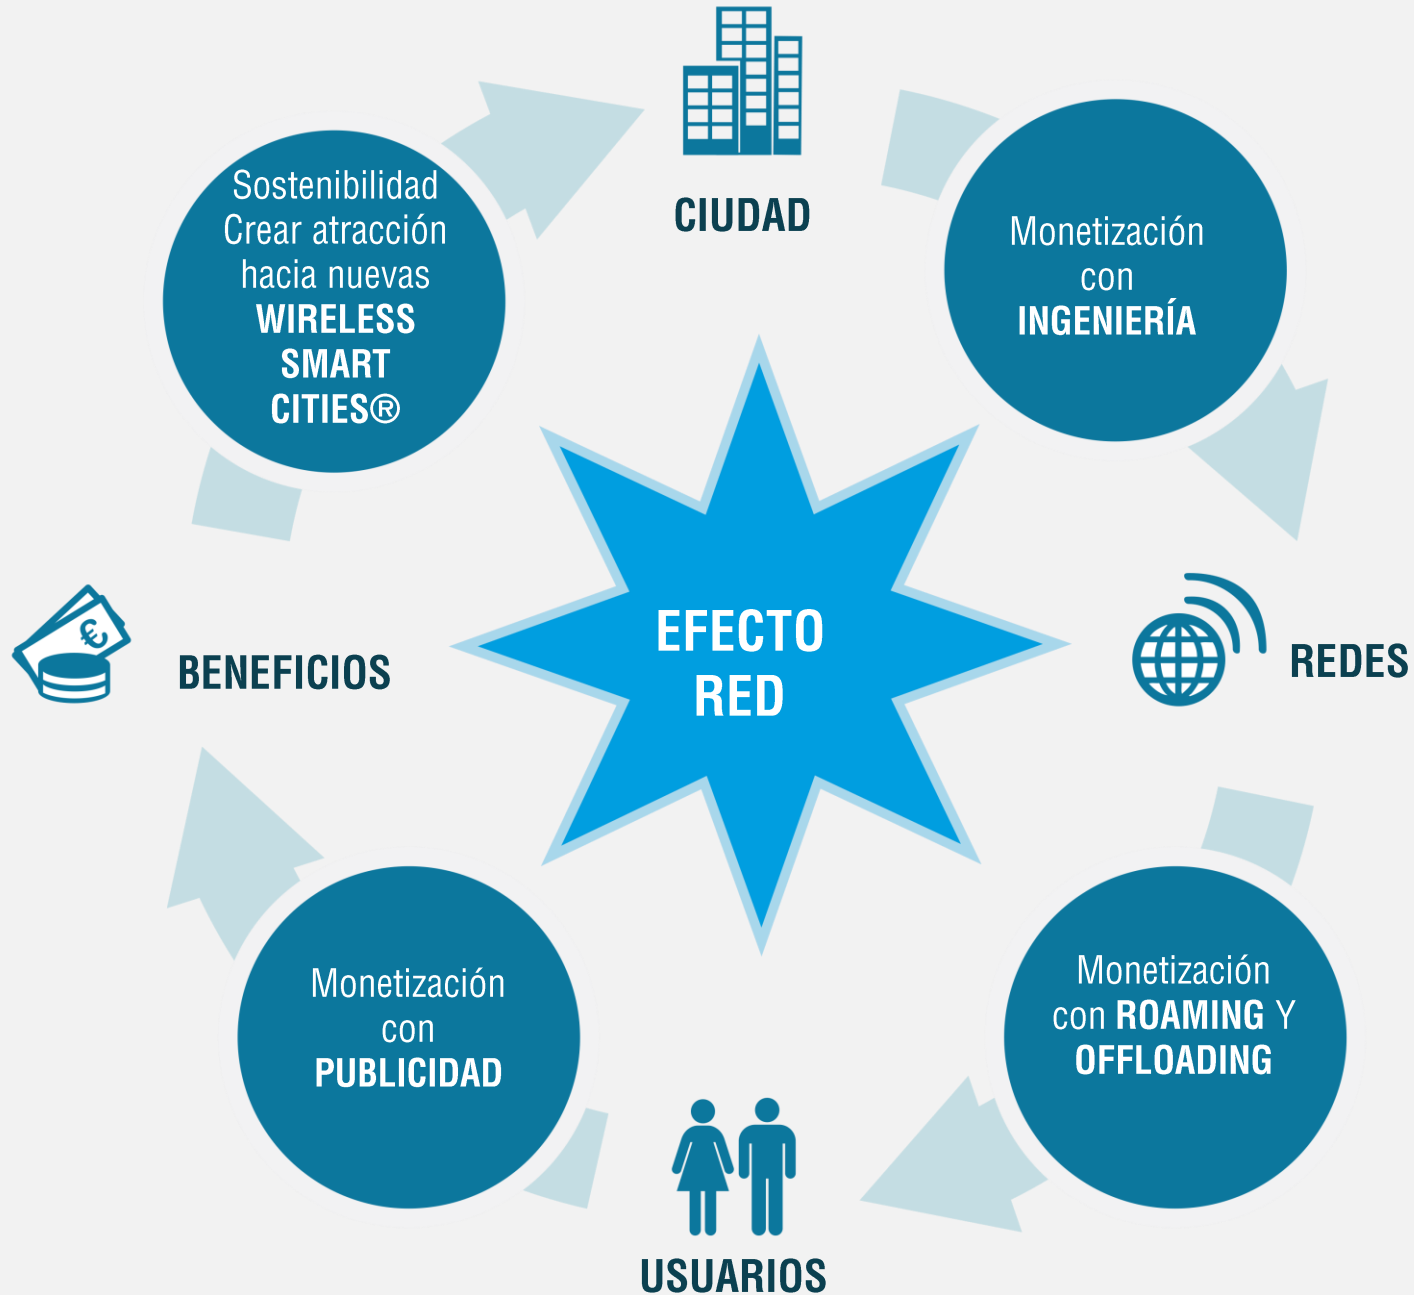 CIUDAD
Sostenibilidad
Crear atracción
hacia nuevas
WIRELESS
SMART
CITIES®
Monetización
con
INGENIERÍA
€
BENEFICIOS
EFECTO
RED
REDES
Monetización
con
PUBLICIDAD
Monetización
con ROAMING Y
OFFLOADING
USUARIOS